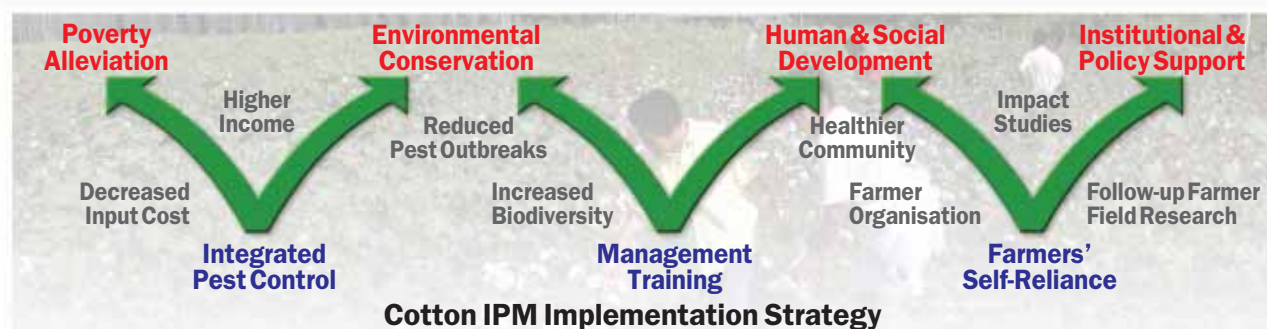 Poverty
Alleviation
Environmental
Conservation
Human & Social
Development
Institutional &
Policy Support
Higher
Income
Reduced
Pest Outbreaks
Healthier
Community
Impact
Studies
Decreased
Input Cost
Increased
Biodiversity
Farmer
Organisation
Follow-up Farmer
Field Research
Integrated
Pest Control
Management
Training
Farmers'
Self-Reliance
Cotton IPM Implementation Strategy